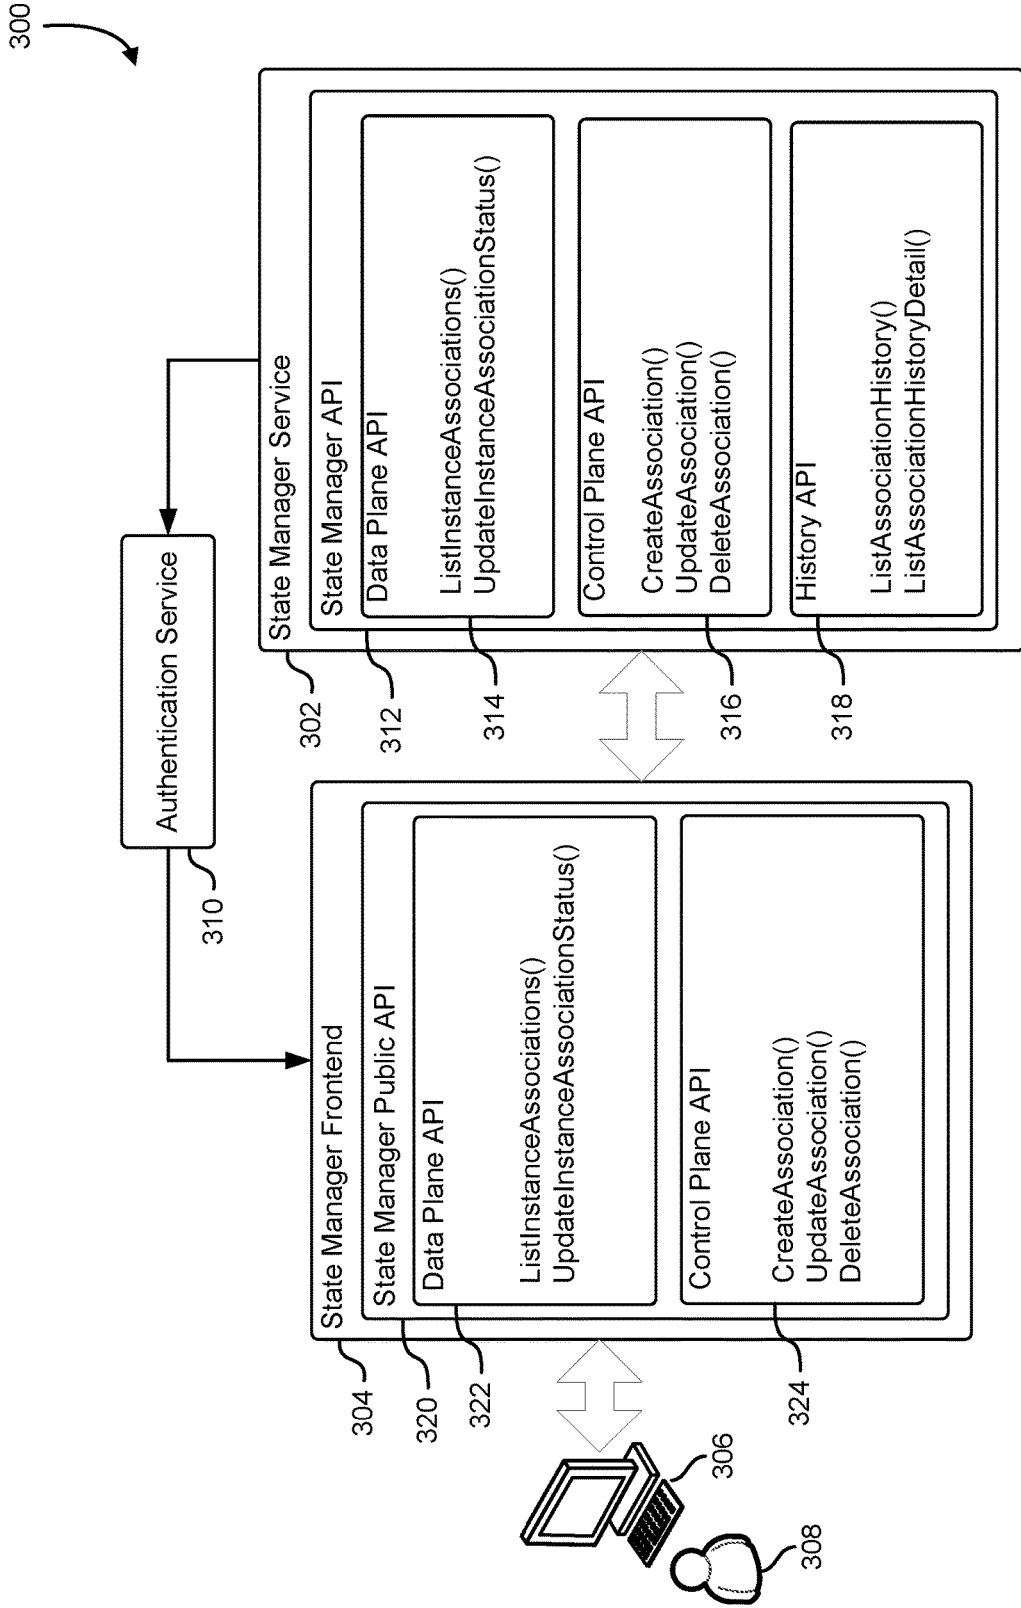 300
Authentication Service
310
State Manager Frontend
304
State Manager Public API
320
Data Plane API
322
ListInstanceAssociations()
UpdateInstanceAssociationStatus()
Control Plane API
324
CreateAssociation()
UpdateAssociation()
DeleteAssociation()
306
308
State Manager Service
302
State Manager API
312
Data Plane API
314
ListInstanceAssociations()
UpdateInstanceAssociationStatus()
Control Plane API
316
CreateAssociation()
UpdateAssociation()
DeleteAssociation()
History API
318
ListAssociationHistory()
ListAssociationHistoryDetail()